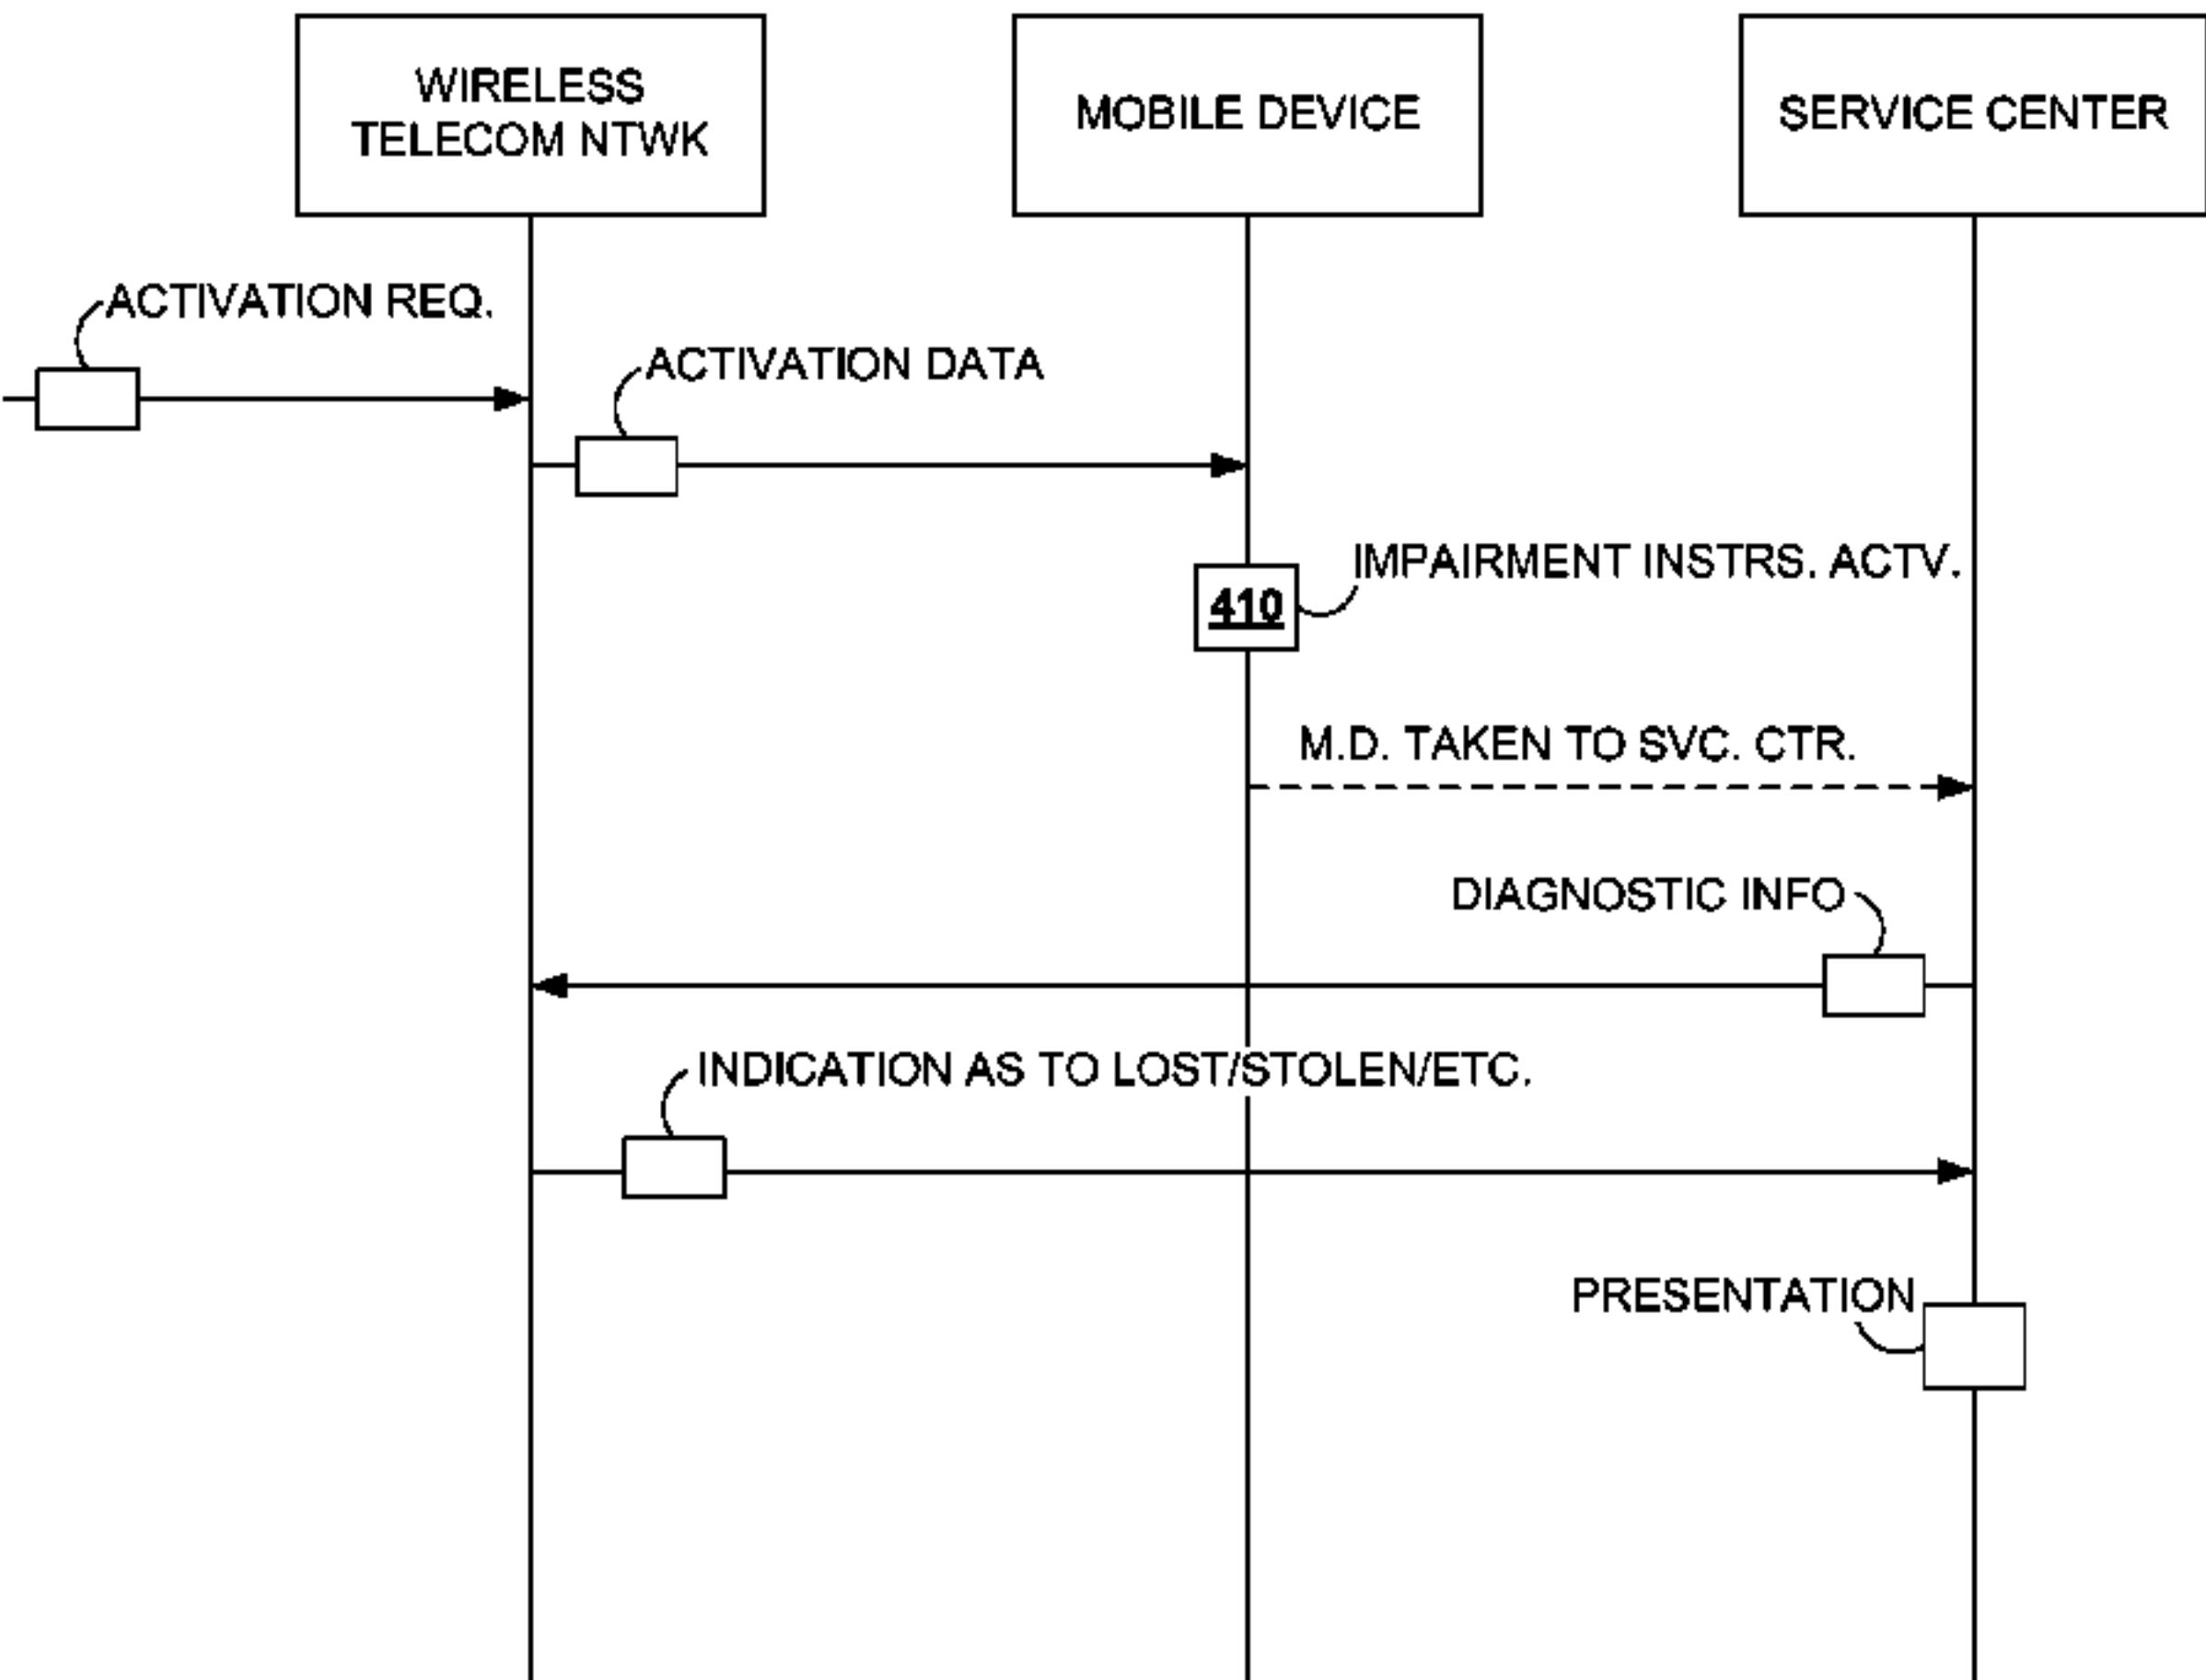 WIRELESS
TELECOM NTWK
MOBILE DEVICE
SERVICE CENTER
ACTIVATION REQ.
ACTIVATION DATA
IMPAIRMENT INSTRS. ACTV.
410
M.D. TAKEN TO SVC. CTR.
DIAGNOSTIC INFO
INDICATION AS TO LOST/STOLEN/ETC.
PRESENTATION